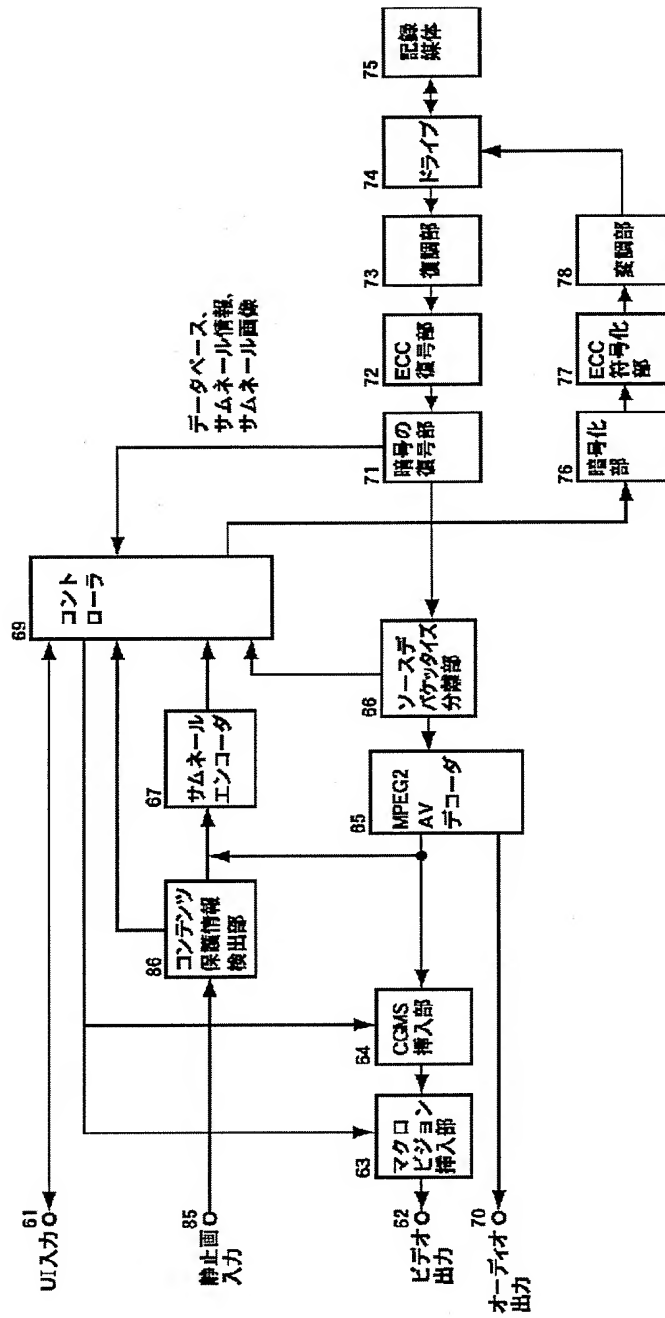 61
UI入力
85
静止画
入力
62
ビデオ
出力
70
オーディオ
出力
63
マクロ
ビジョン
挿入部
64
CGMS
挿入部
86
コンテンツ
保護情報
検出部
67
サムネール
エンコーダ
65
MPEG2
AV
デコーダ
66
ソースデ
パケッタイズ
分離部
69
コント
ローラ
データベース、
サムネール情報、
サムネール画像
71
暗号の
復号部
72
ECC
復号部
73
復調部
74
ドライブ
75
記録
媒体
76
暗号化
部
77
ECC
符号化
部
78
変調部